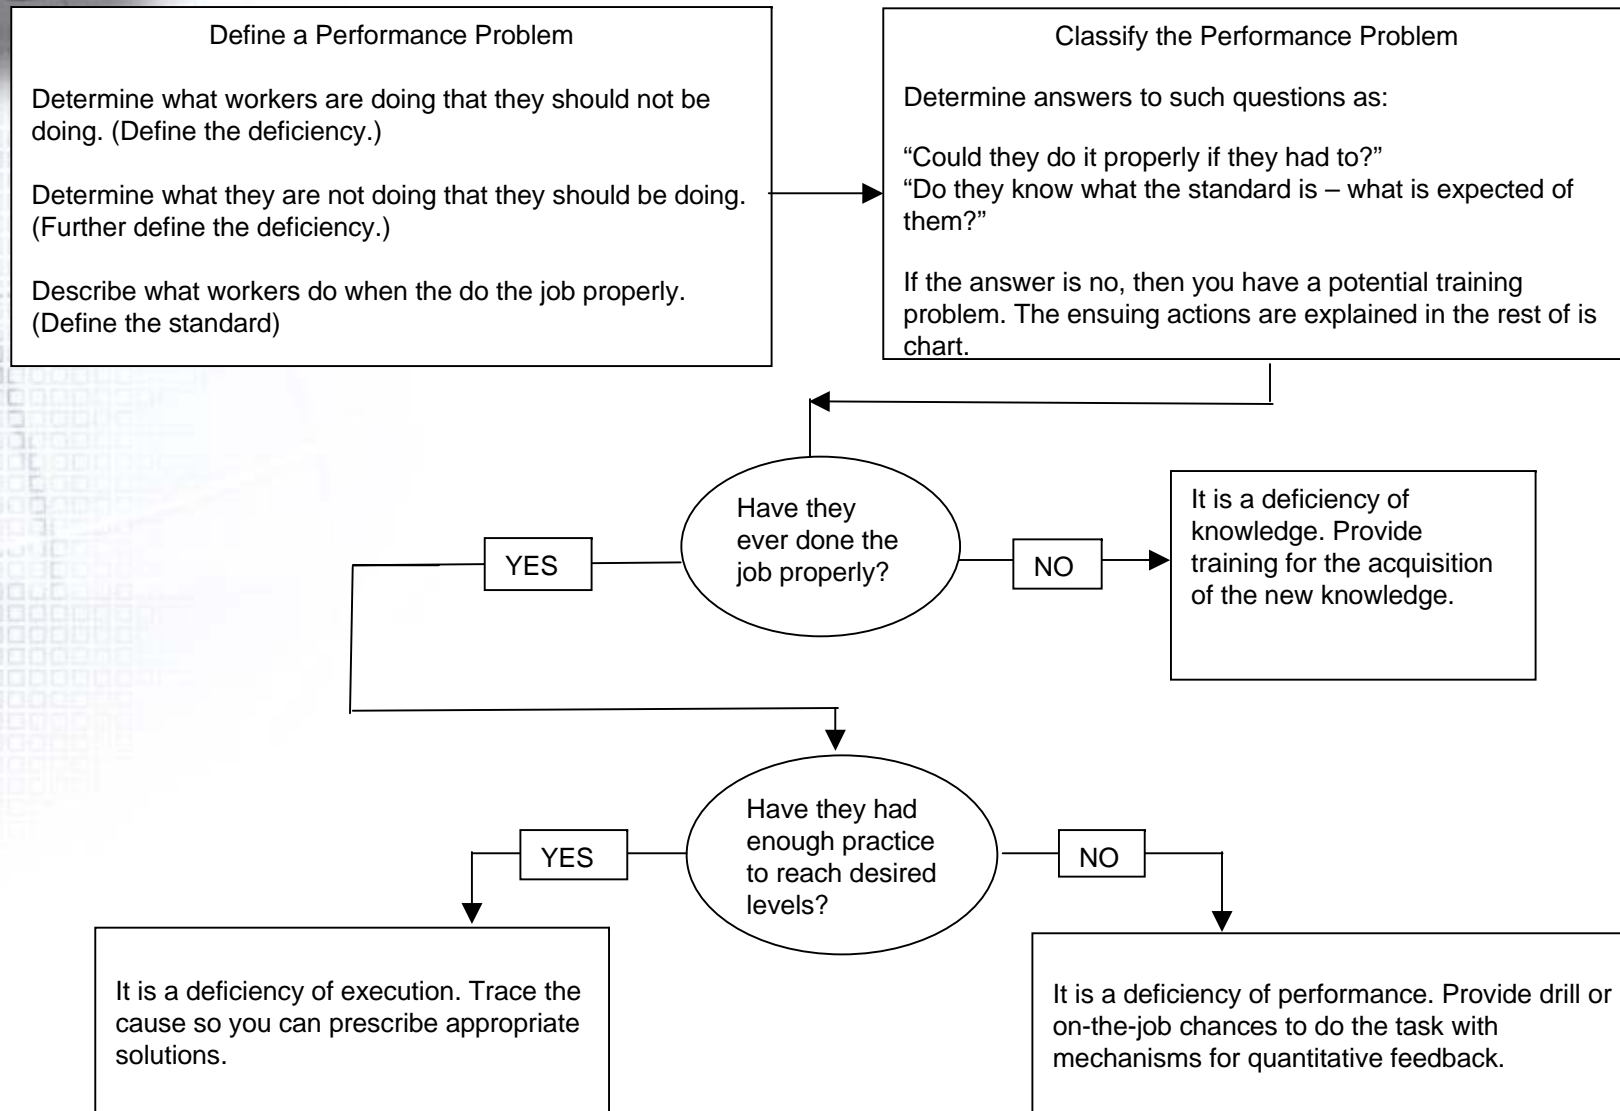 Define a Performance Problem
Determine what workers are doing that they should not be
doing. (Define the deficiency.)
Determine what they are not doing that they should be doing.
(Further define the deficiency.)
Describe what workers do when the do the job properly.
(Define the standard)
Classify the Performance Problem
Determine answers to such questions as:
“Could they do it properly if they had to?”
“Do they know what the standard is – what is expected of
them?”
If the answer is no, then you have a potential training
problem. The ensuing actions are explained in the rest of is
chart.
Have they
ever done the
job properly?
YES
NO
It is a deficiency of
knowledge. Provide
training for the acquisition
of the new knowledge.
Have they had
enough practice
to reach desired
levels?
YES
NO
It is a deficiency of execution. Trace the
cause so you can prescribe appropriate
solutions.
It is a deficiency of performance. Provide drill or
on-the-job chances to do the task with
mechanisms for quantitative feedback.